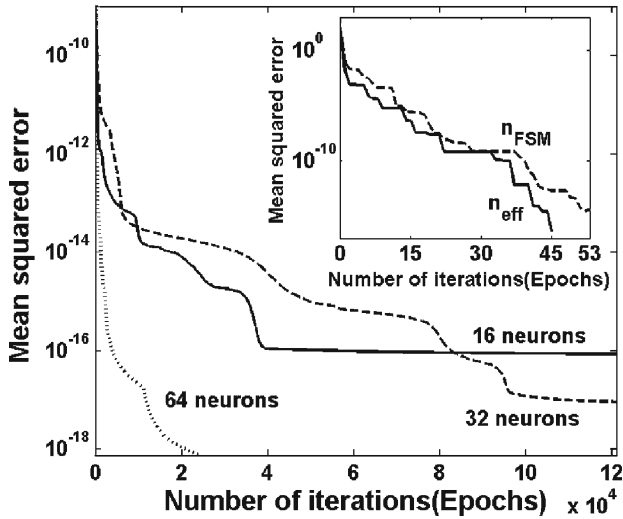 Mean squared error
10^-10
10^-12
10^-14
10^-16
10^-18
0
2
4
6
8
10
12
x 10^4
Number of iterations(Epochs)
64 neurons
16 neurons
32 neurons
Mean squared error
10^0
10^-10
0
15
30
45
53
Number of iterations(Epochs)
n_FSM
n_eff